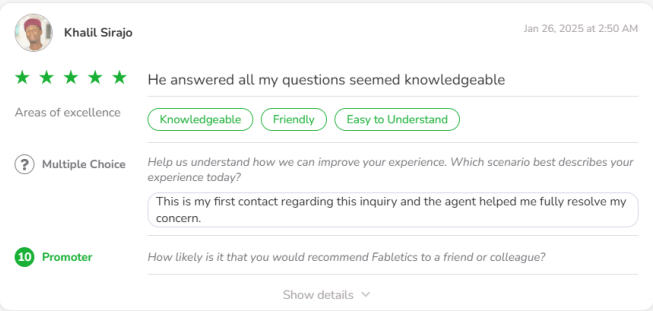 Khalil Sirajo
Jan 26, 2025 at 2:50 AM
He answered all my questions seemed knowledgeable
Areas of excellence
Knowledgeable
Friendly
Easy to Understand
?
Multiple Choice
Help us understand how we can improve your experience. Which scenario best describes your
experience today?
This is my first contact regarding this inquiry and the agent helped me fully resolve my
concern.
10
Promoter
How likely is it that you would recommend Fabletics to a friend or colleague?
Show details